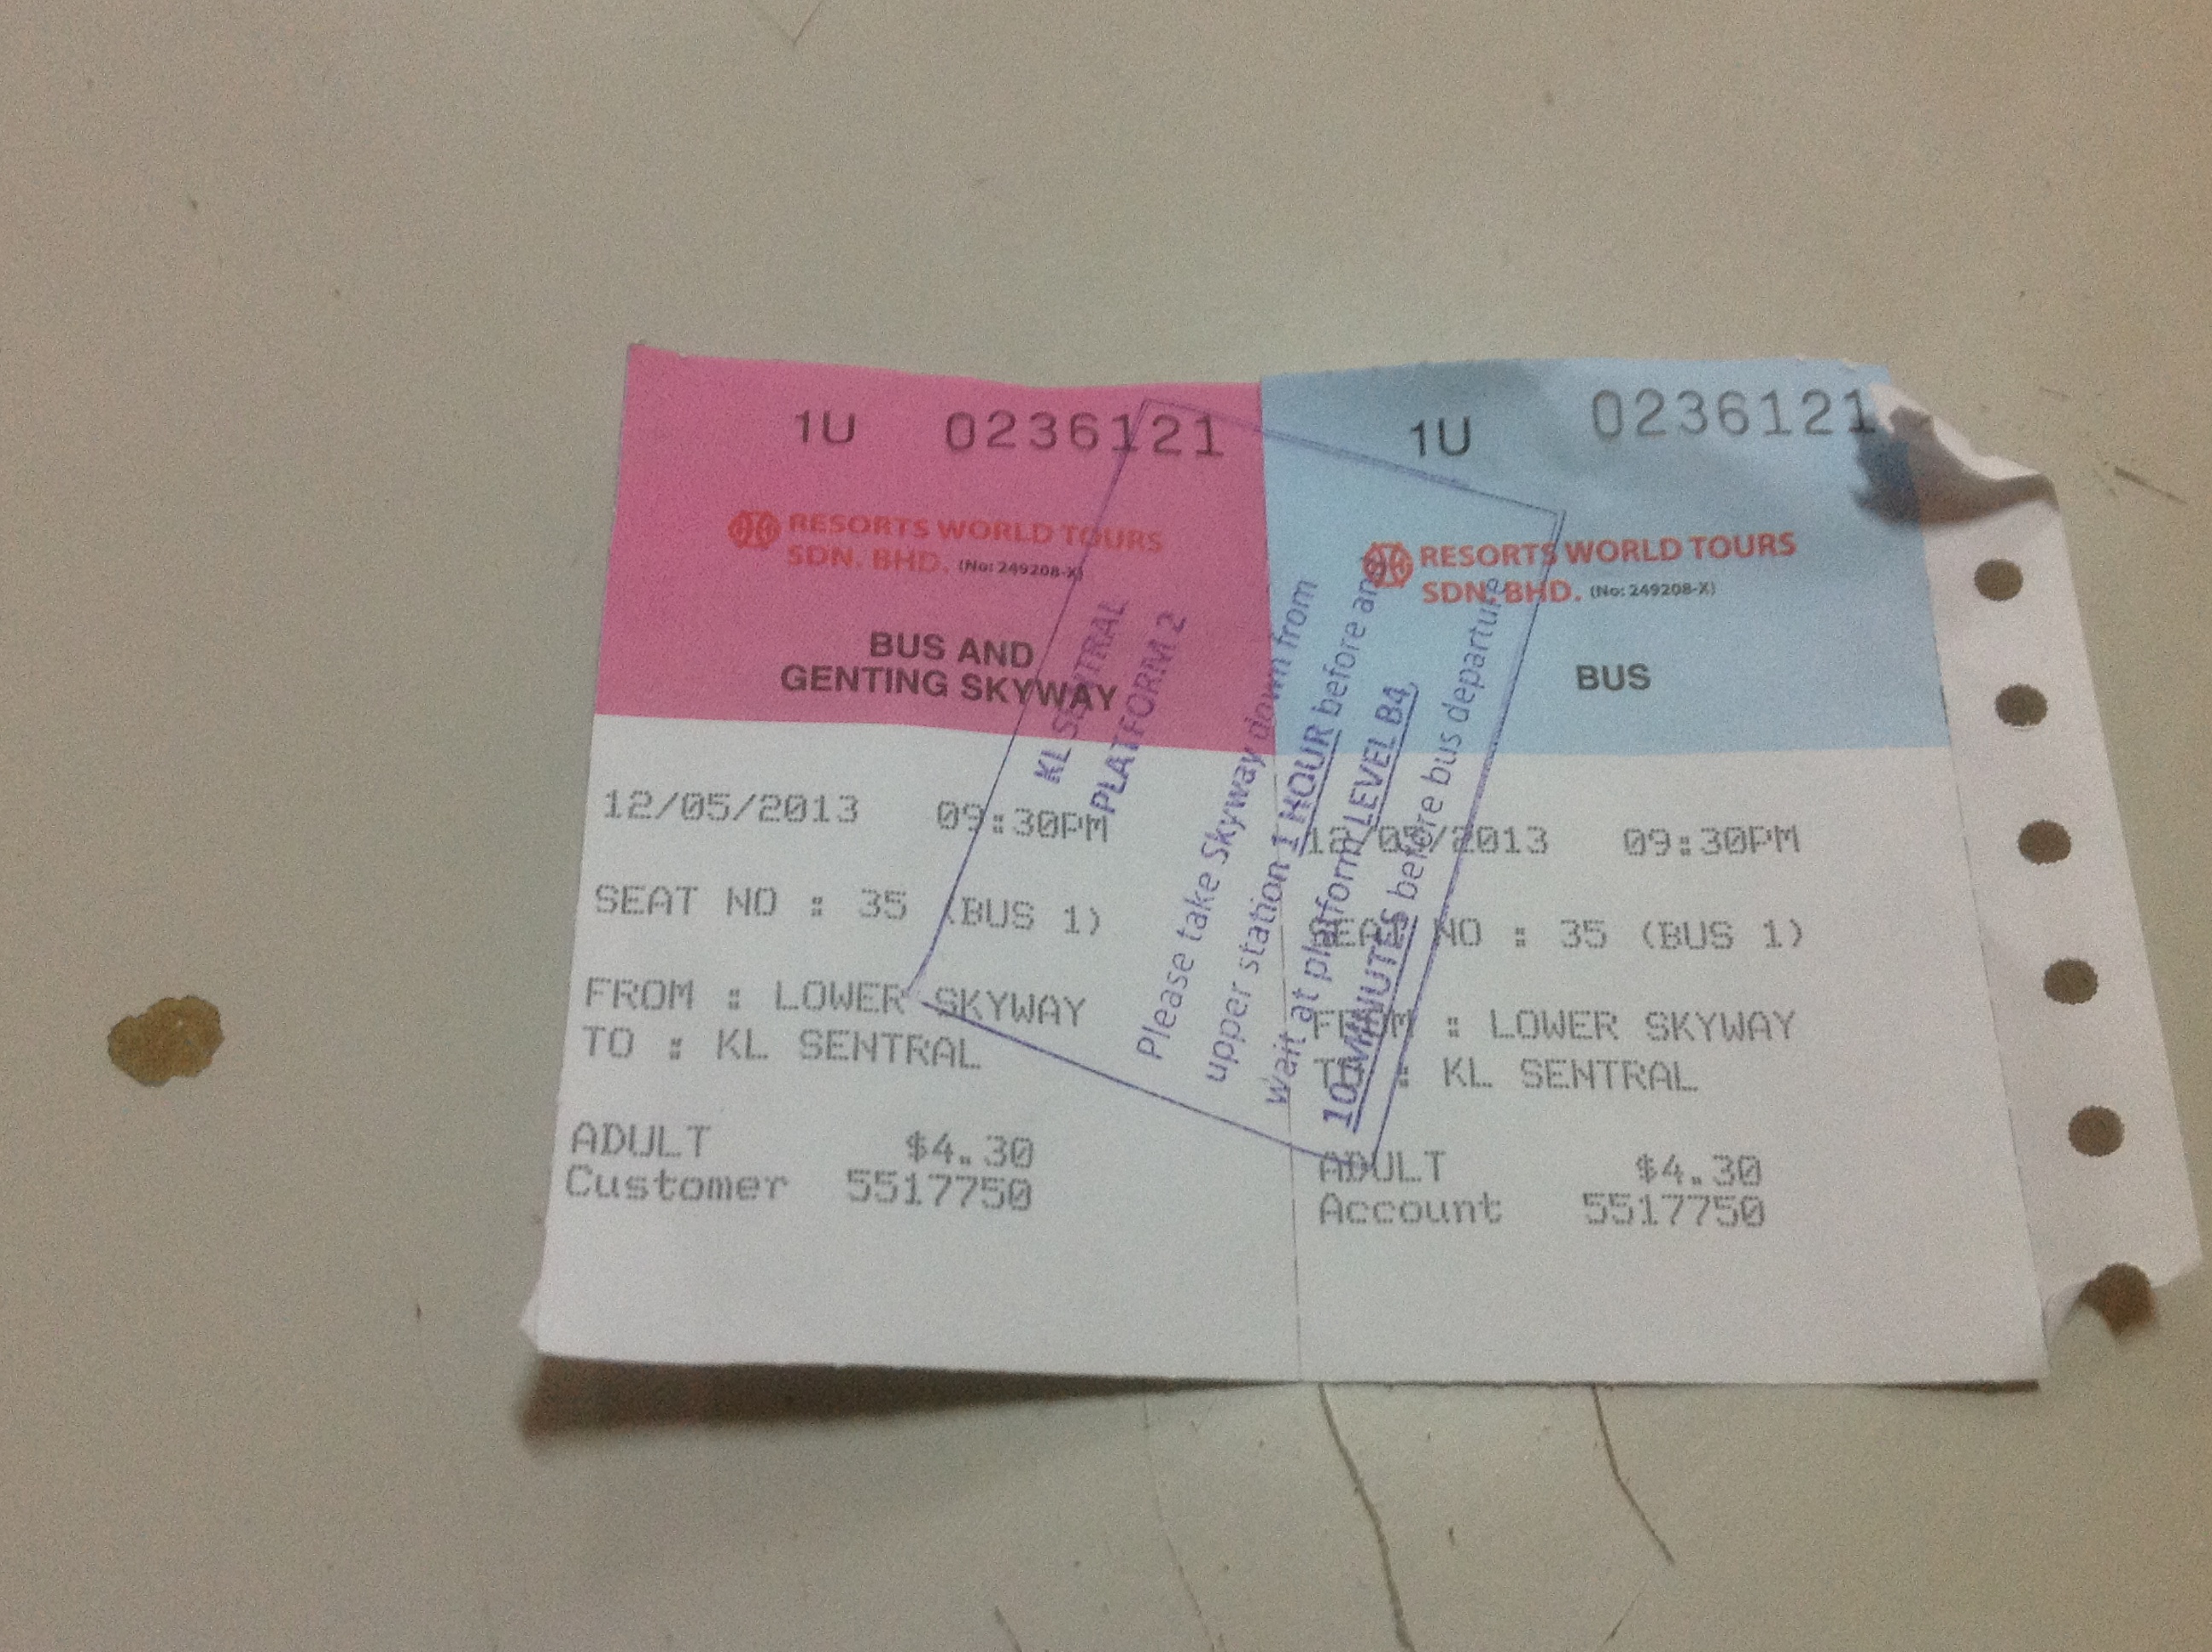 1U 0236121
RESORTS WORLD TOURS
SDN. BHD. (No: 249208-X)
BUS AND
GENTING SKYWAY
12/05/2013 09:30PM
SEAT NO : 35 (BUS 1)
FROM : LOWER SKYWAY
TO : KL SENTRAL
ADULT $4.30
Customer 5517750
1U 0236121
RESORTS WORLD TOURS
SDN. BHD. (No: 249208-X)
BUS
12/05/2013 09:30PM
SEAT NO : 35 (BUS 1)
FROM : LOWER SKYWAY
TO : KL SENTRAL
ADULT $4.30
Account 5517750
KL SENTRAL
PLATFORM 2
Please take Skyway down from
upper station 1 HOUR before and
wait at platform LEVEL B4,
10 MINUTES before bus departure